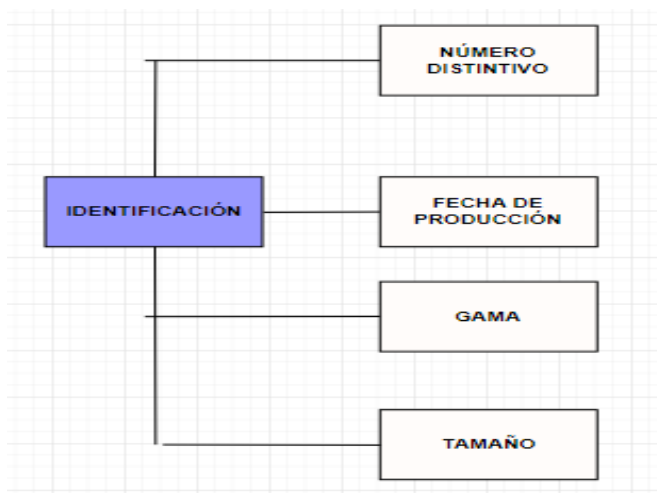 NÚMERO
DISTINTIVO
IDENTIFICACIÓN
FECHA DE
PRODUCCIÓN
GAMA
TAMAÑO